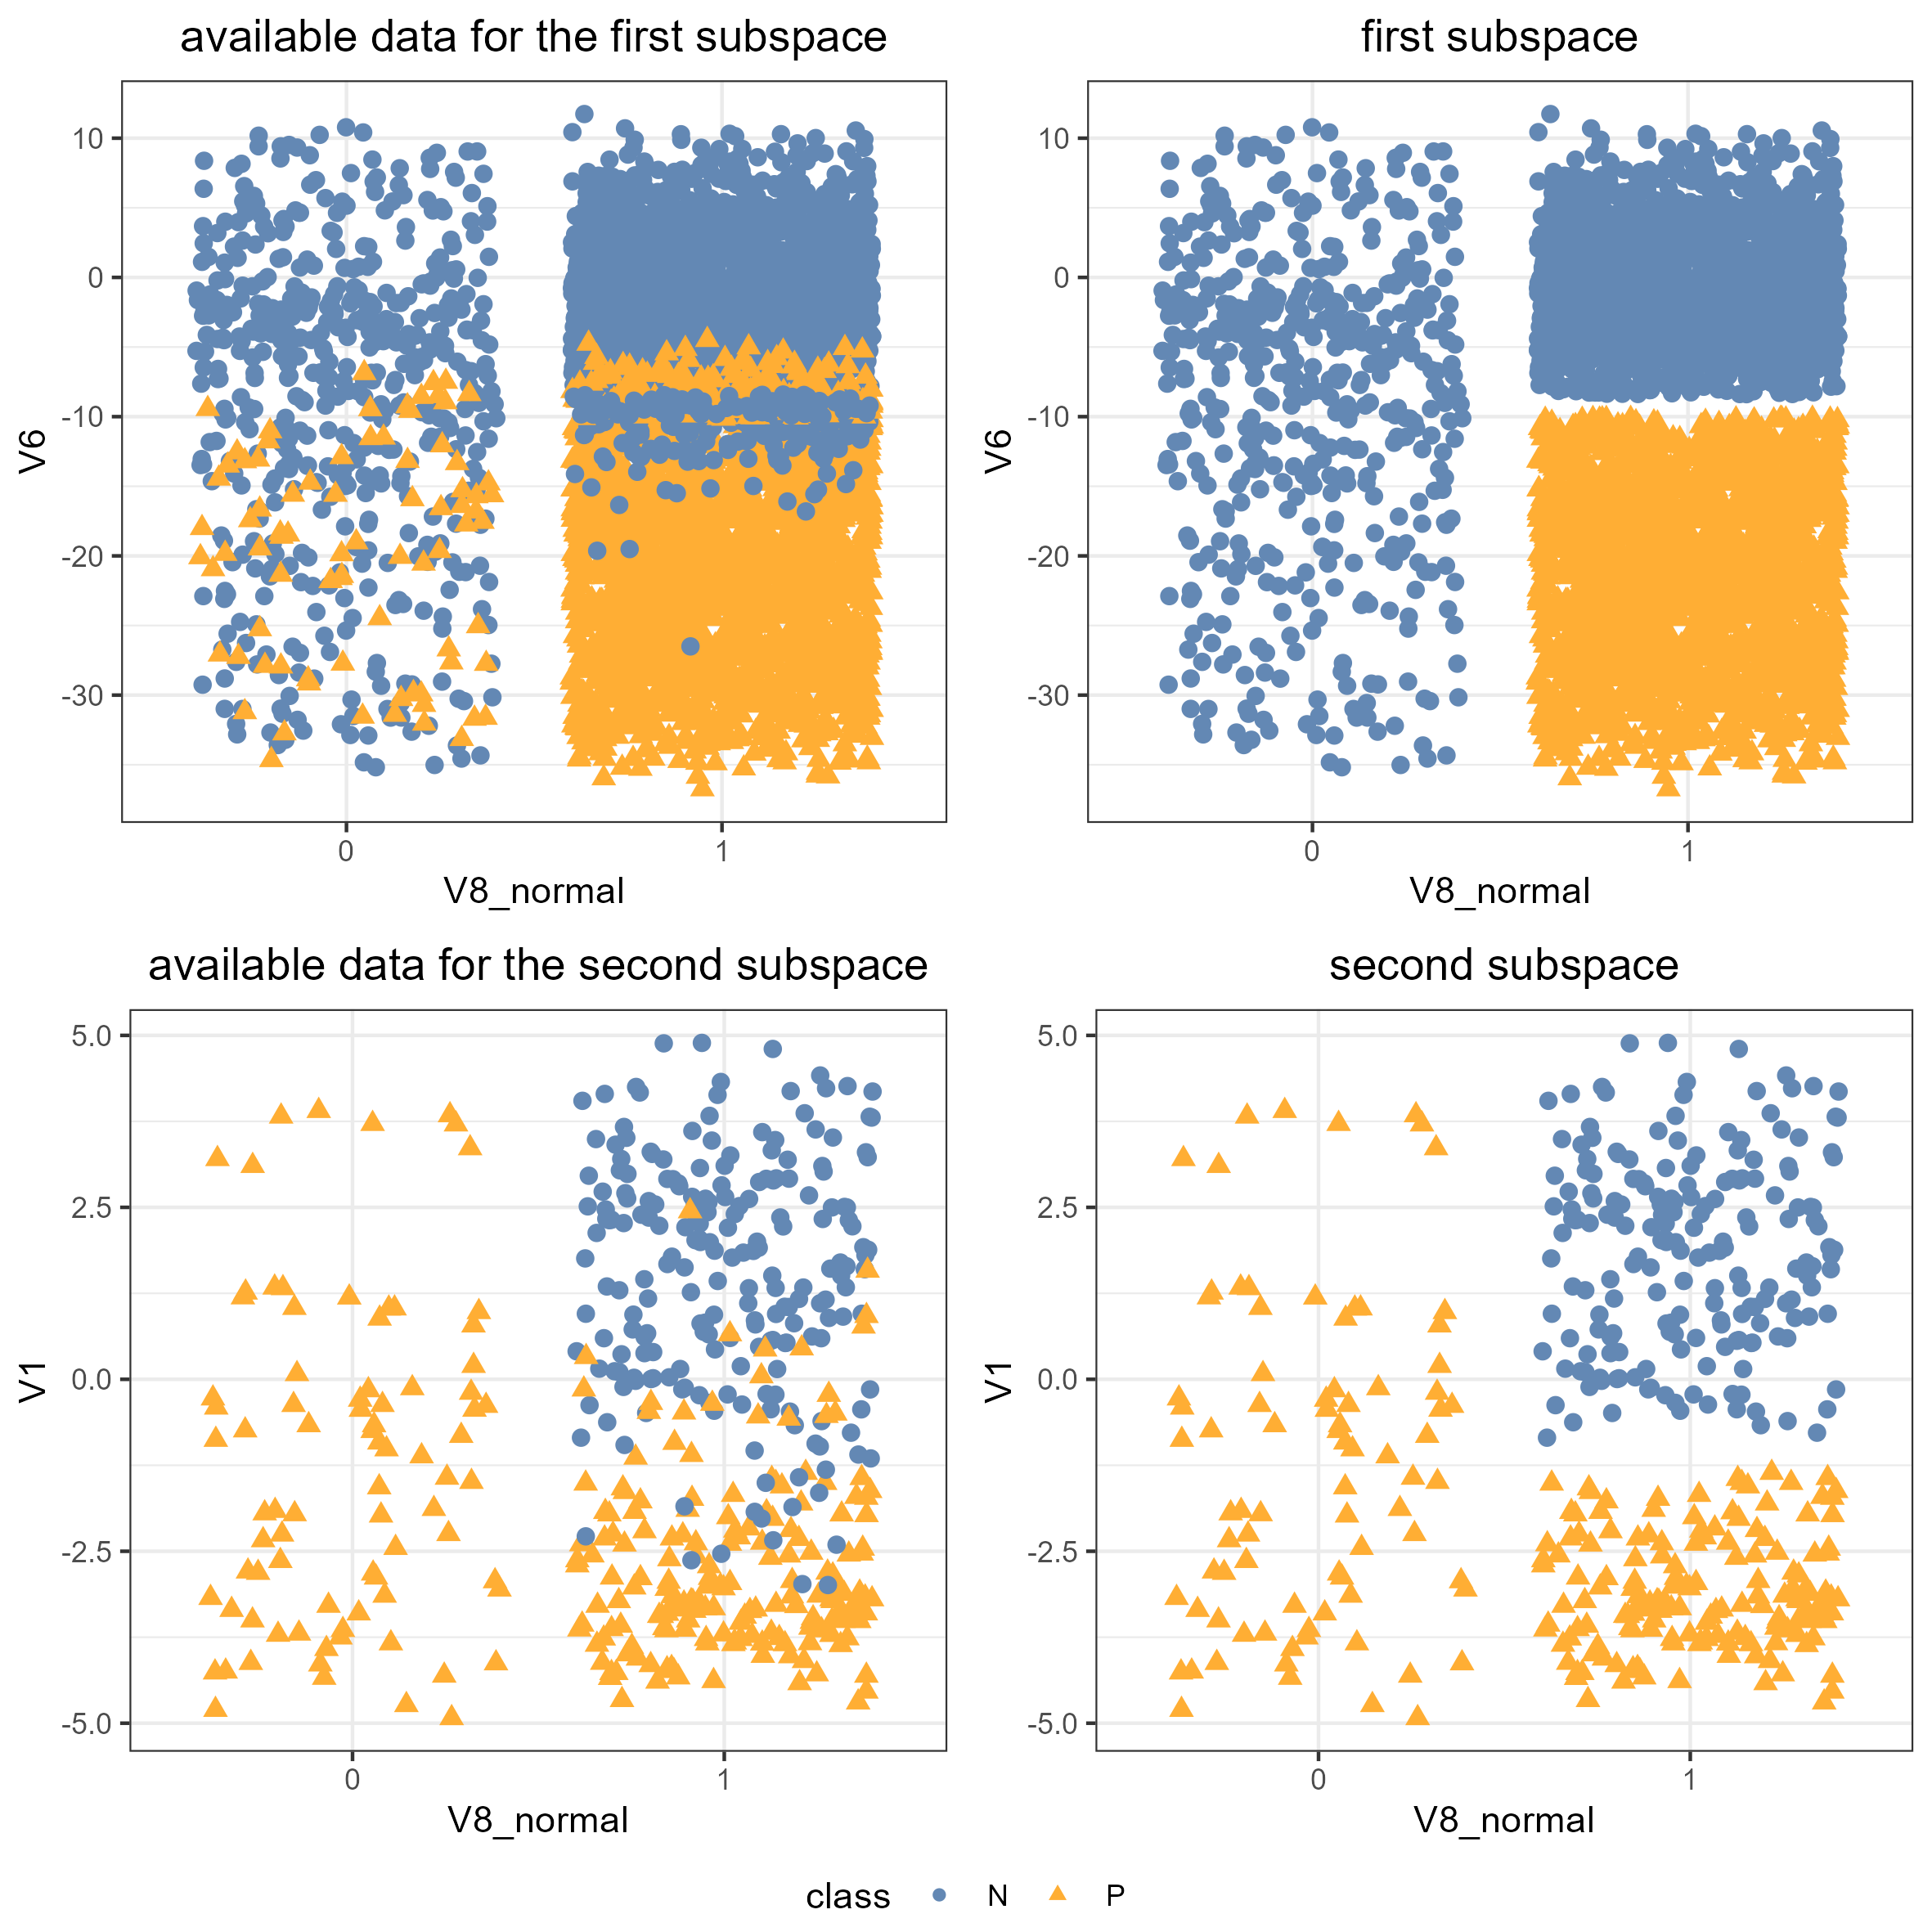 available data for the first subspace
first subspace
10
0
-10
-20
-30
V6
0
1
V8_normal
10
0
-10
-20
-30
V6
0
1
V8_normal
available data for the second subspace
second subspace
5.0
2.5
0.0
-2.5
-5.0
V1
0
1
V8_normal
5.0
2.5
0.0
-2.5
-5.0
V1
0
1
V8_normal
class N P